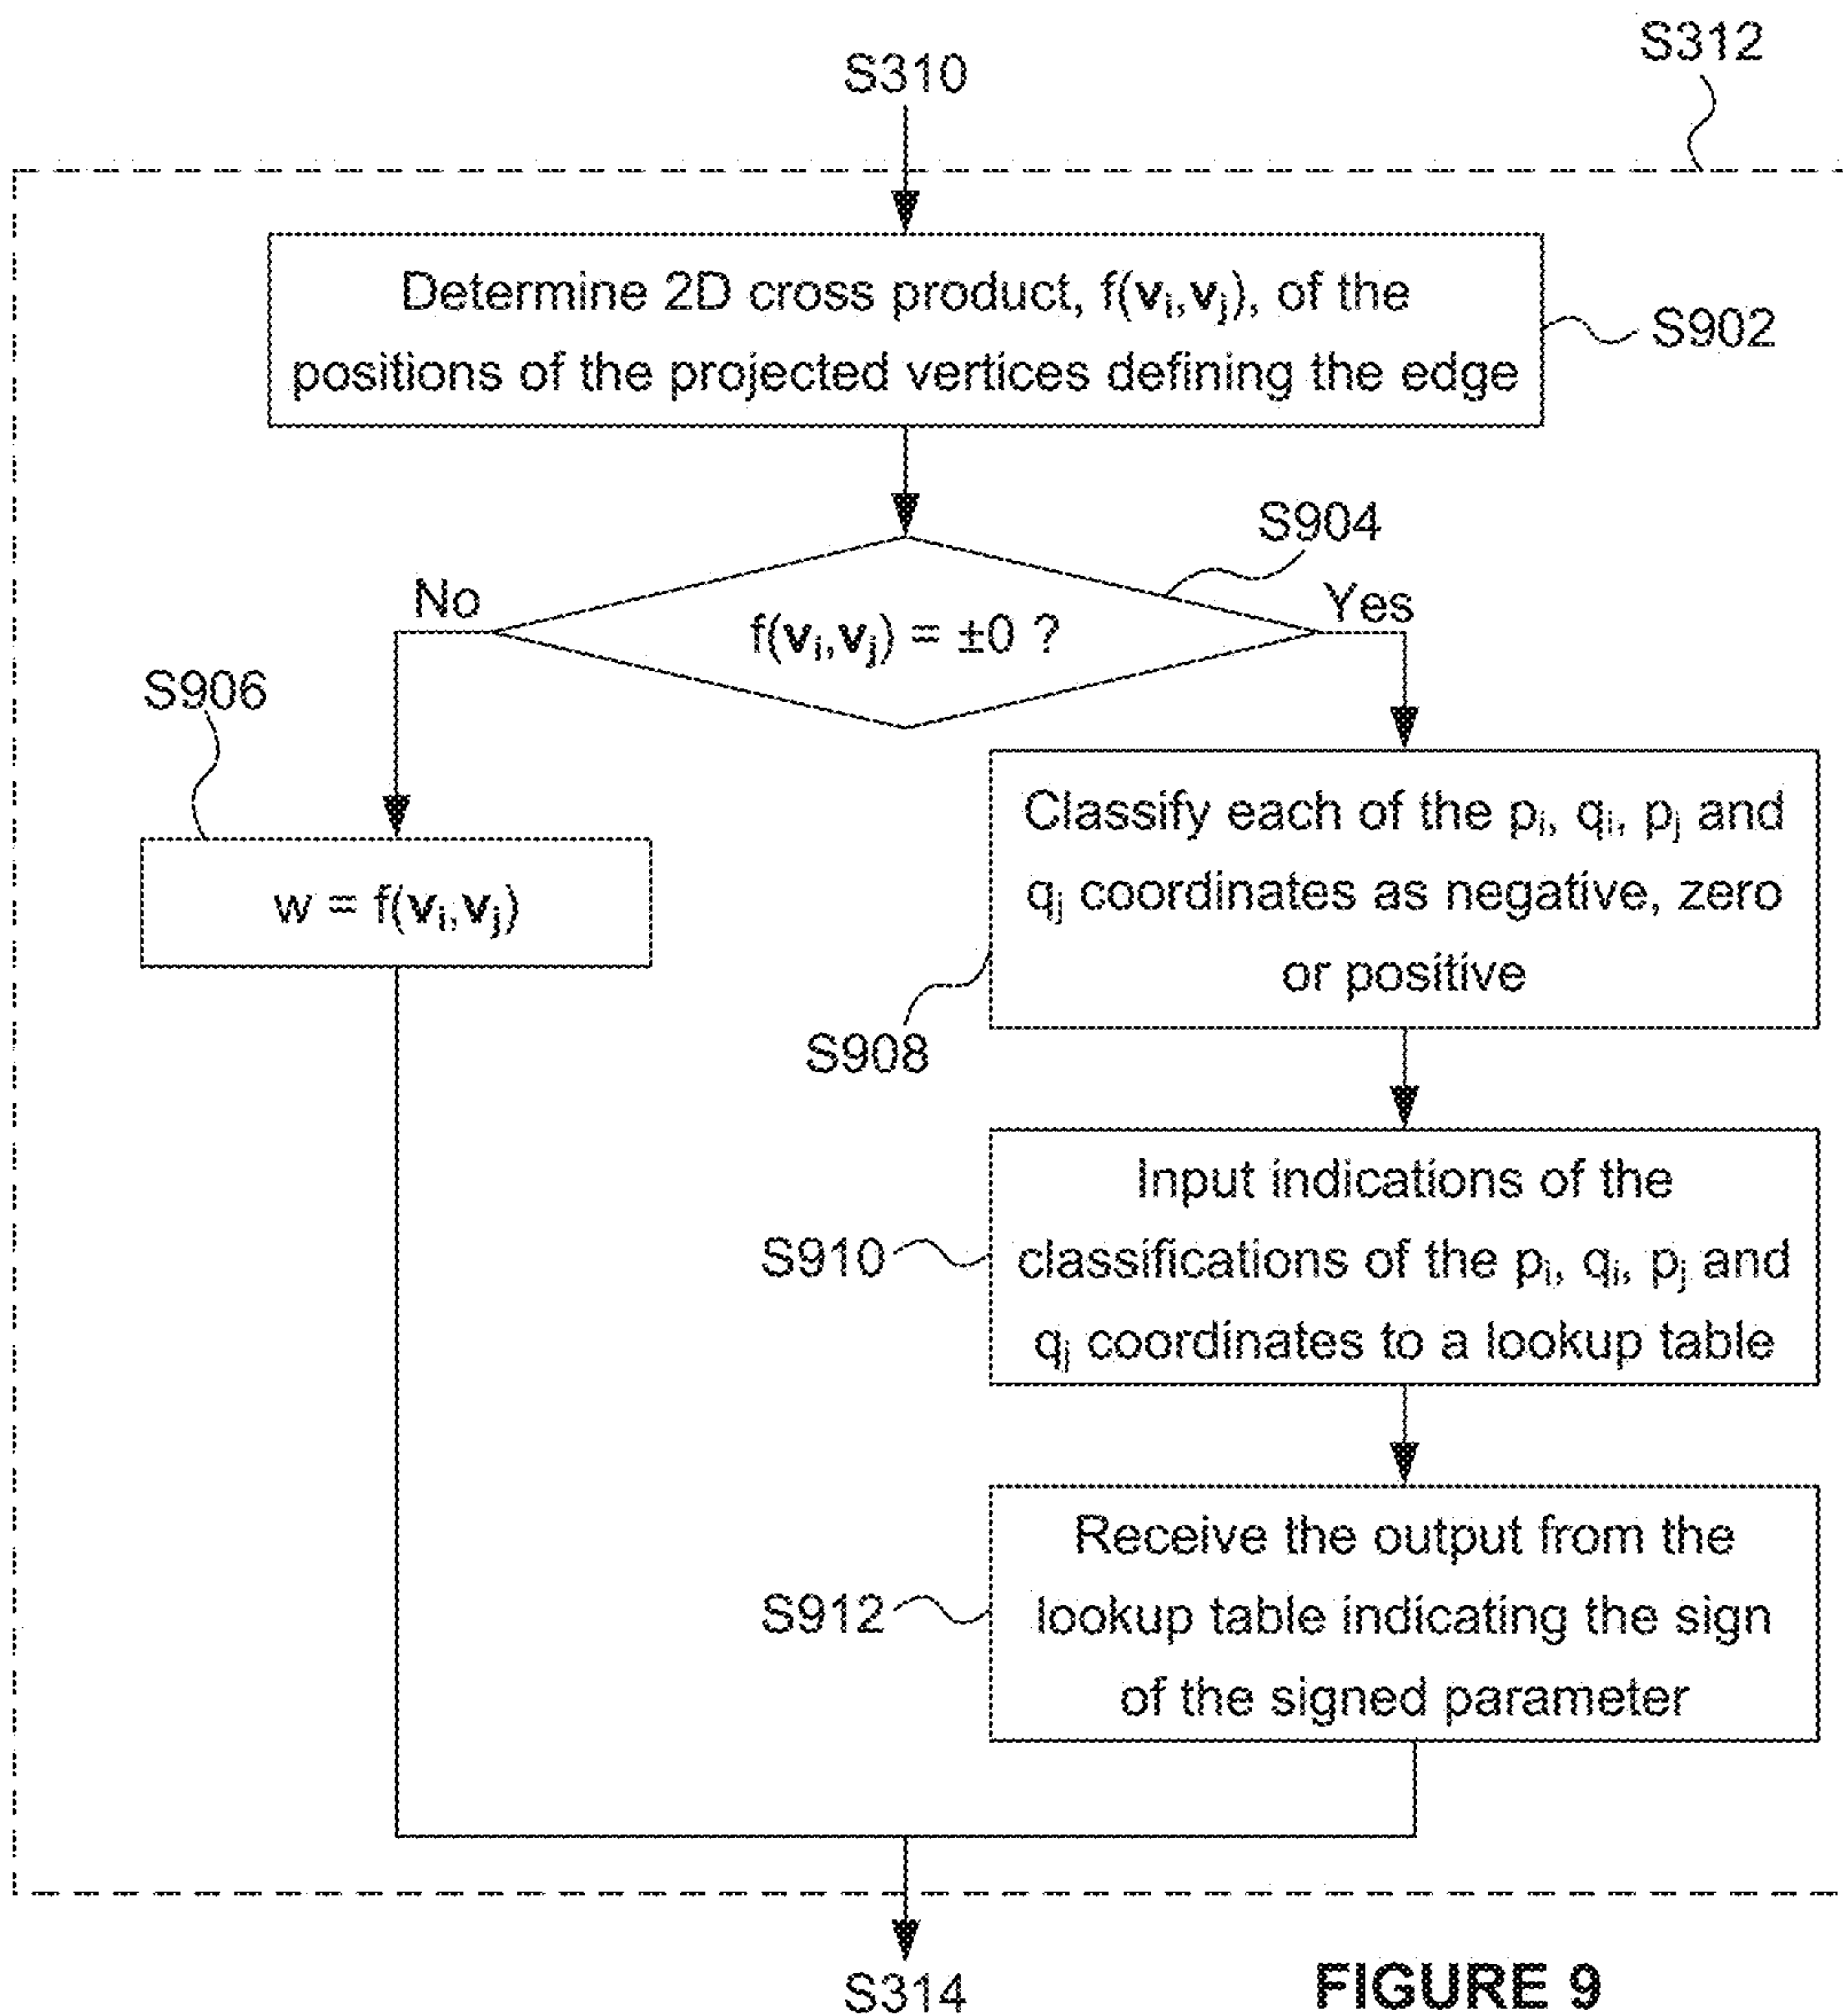 S312
S310
Determine 2D cross product, f(vᵢ,vⱼ), of the
positions of the projected vertices defining the edge
S902
S904
No
Yes
f(vᵢ,vⱼ) = ±0 ?
S906
w = f(vᵢ,vⱼ)
Classify each of the pᵢ, qᵢ, pⱼ and
qⱼ coordinates as negative, zero
or positive
S908
Input indications of the
classifications of the pᵢ, qᵢ, pⱼ and
qⱼ coordinates to a lookup table
S910
Receive the output from the
lookup table indicating the sign
of the signed parameter
S912
S314
FIGURE 9